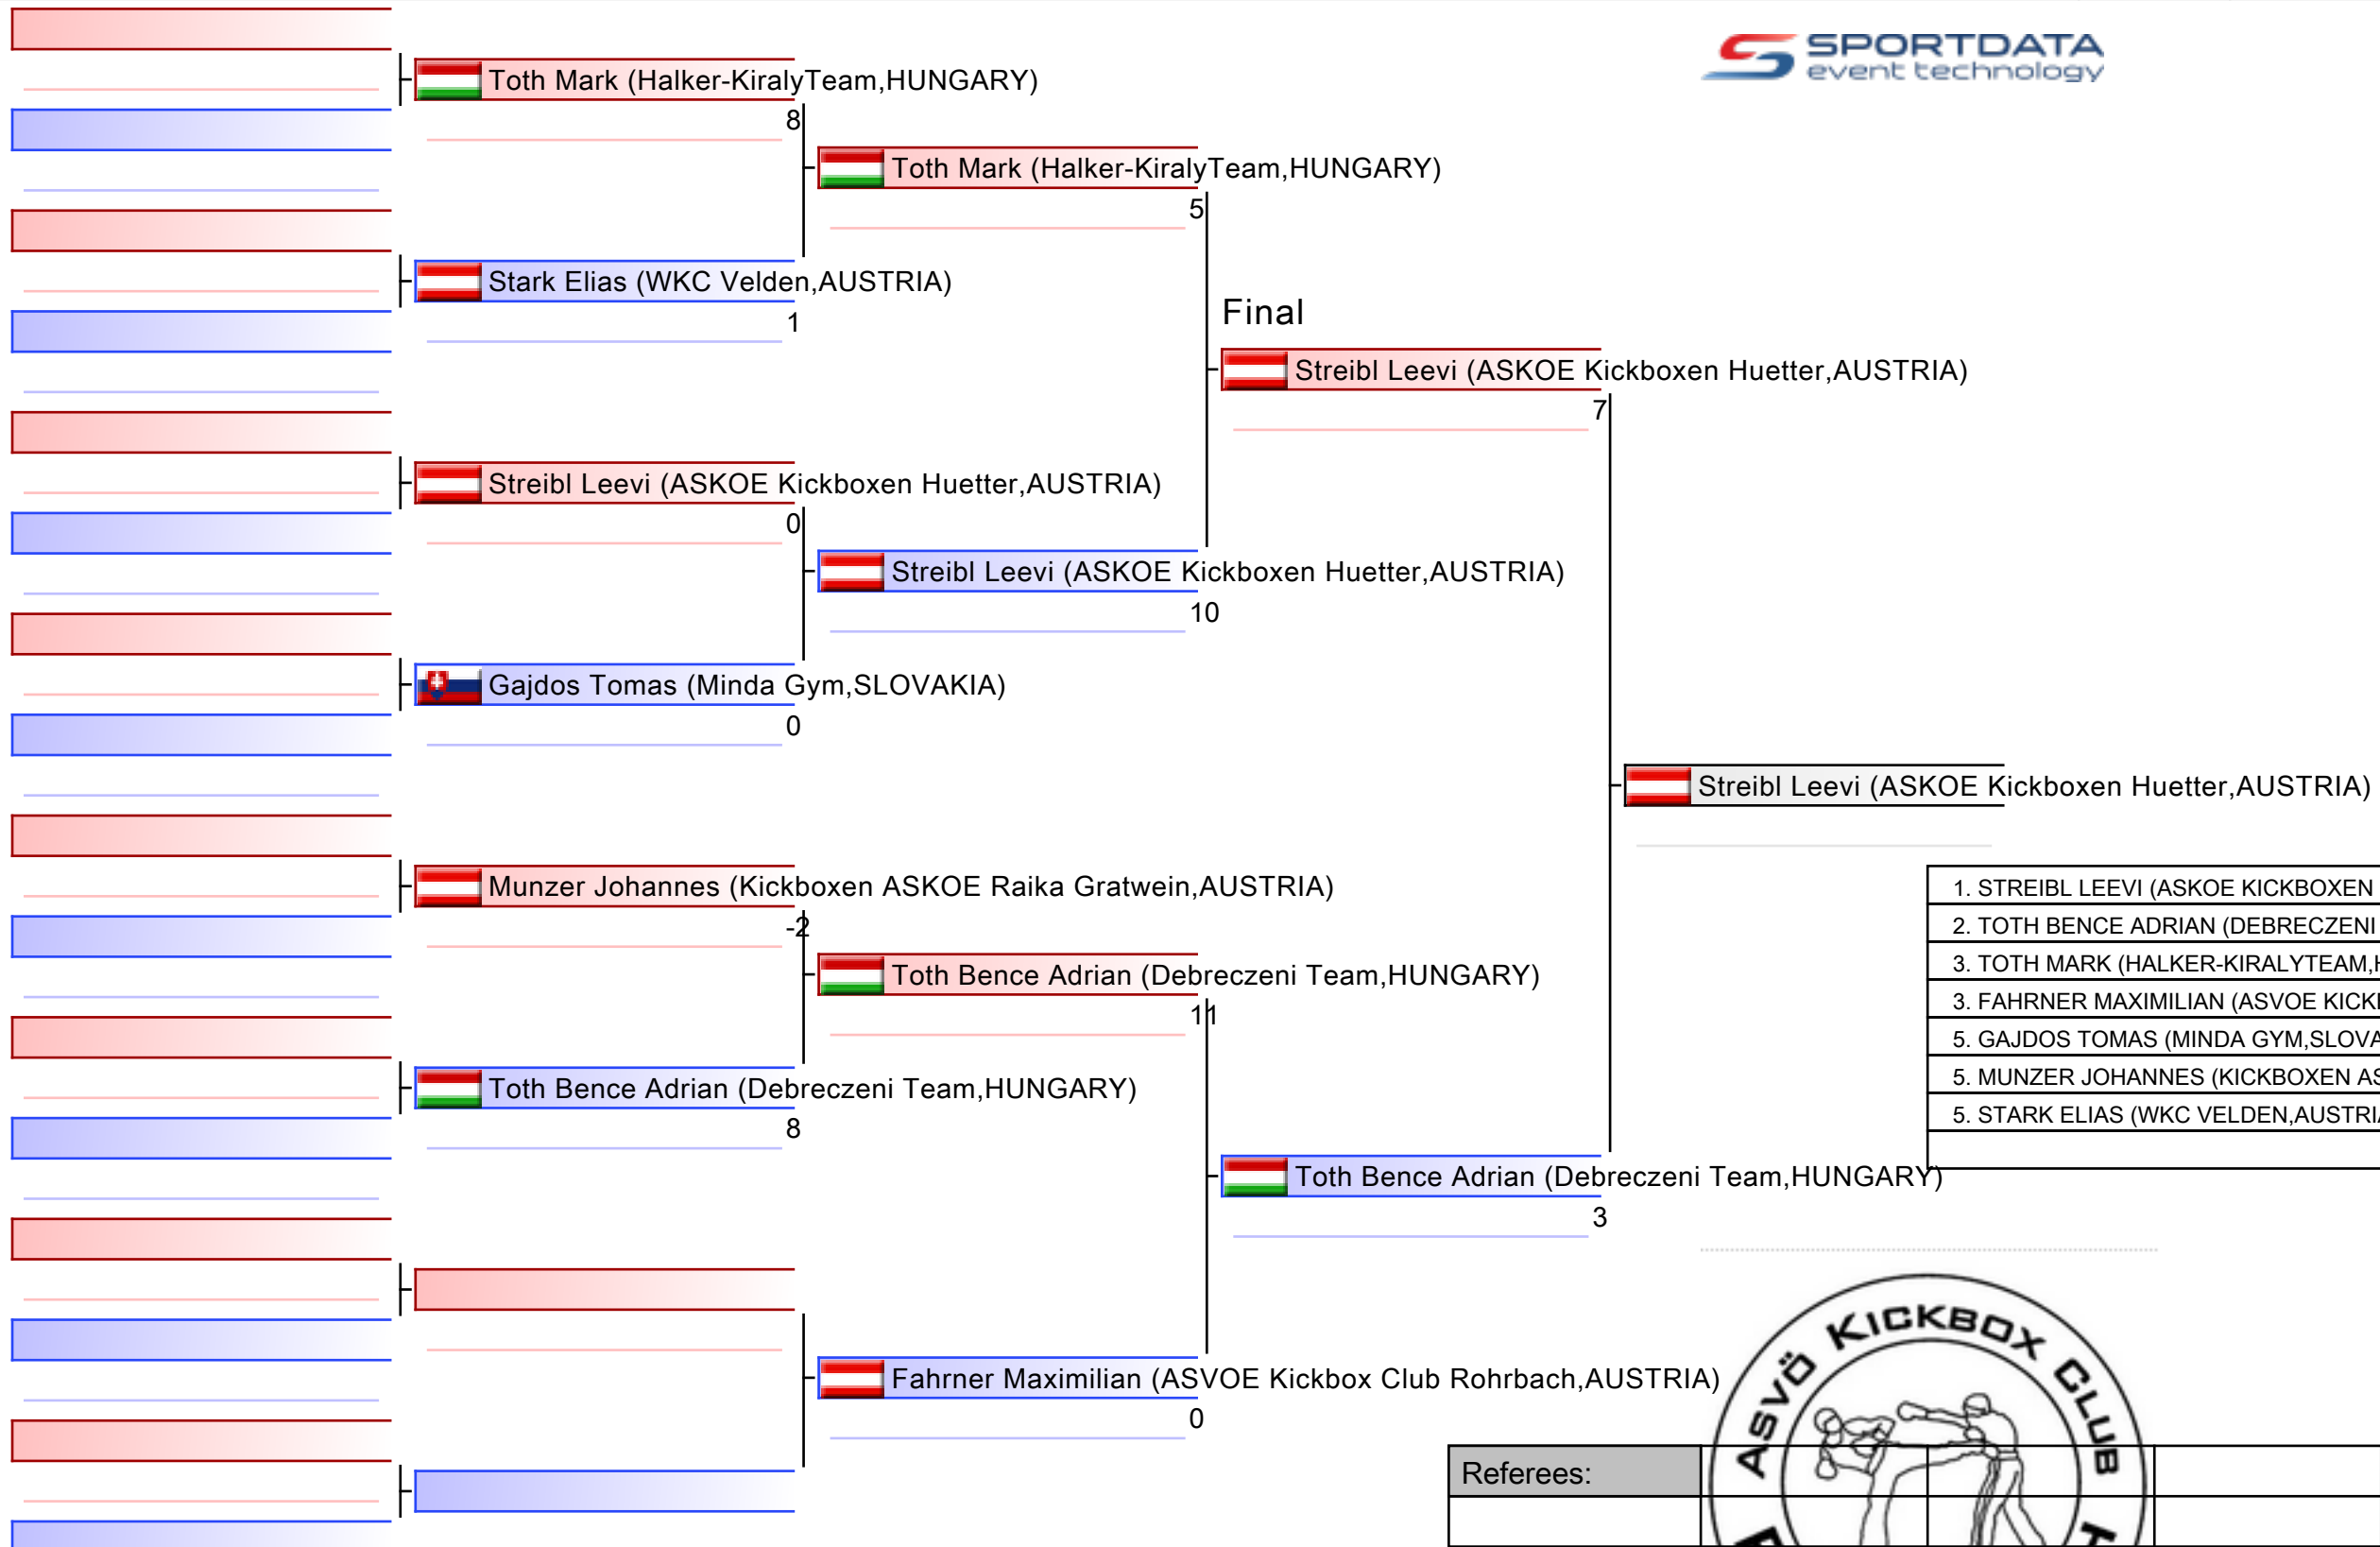 SPORTDATA
event technology
Toth Mark (Halker-KiralyTeam,HUNGARY)
8
Toth Mark (Halker-KiralyTeam,HUNGARY)
5
Stark Elias (WKC Velden,AUSTRIA)
1
Final
Streibl Leevi (ASKOE Kickboxen Huetter,AUSTRIA)
7
Streibl Leevi (ASKOE Kickboxen Huetter,AUSTRIA)
0
Streibl Leevi (ASKOE Kickboxen Huetter,AUSTRIA)
10
Gajdos Tomas (Minda Gym,SLOVAKIA)
0
Streibl Leevi (ASKOE Kickboxen Huetter,AUSTRIA)
Munzer Johannes (Kickboxen ASKOE Raika Gratwein,AUSTRIA)
-2
Toth Bence Adrian (Debreczeni Team,HUNGARY)
11
Toth Bence Adrian (Debreczeni Team,HUNGARY)
8
Toth Bence Adrian (Debreczeni Team,HUNGARY)
3
Fahrner Maximilian (ASVOE Kickbox Club Rohrbach,AUSTRIA)
0
1. STREIBL LEEVI (ASKOE KICKBOXEN
2. TOTH BENCE ADRIAN (DEBRECZENI
3. TOTH MARK (HALKER-KIRALYTEAM,
3. FAHRNER MAXIMILIAN (ASVOE
5. GAJDOS TOMAS (MINDA GYM,
5. MUNZER JOHANNES (KICKBOXEN
5. STARK ELIAS (WKC VELDEN,
ASVÖ KICKBOX CLUB
Referees: